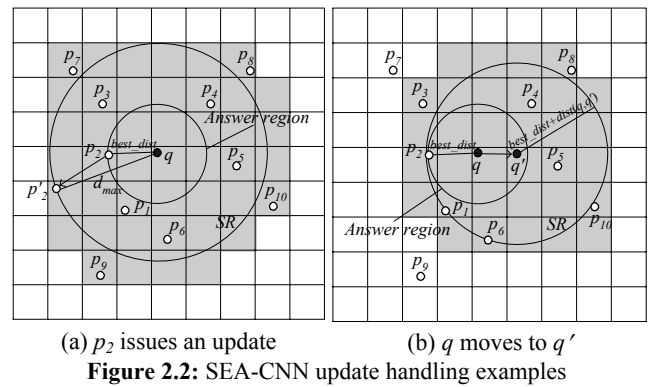 p7 p8
p3 p4
Answer region
p2 best_dist q
p5
p'2 dmax
p1 p10
p6 SR
p9
(a) p2 issues an update
p7 p8
p3 p4
best_dist+dist(q,q')
p2 best_dist
q q' p5
p1 p10
Answer region
p6 SR
p9
(b) q moves to q'
Figure 2.2: SEA-CNN update handling examples